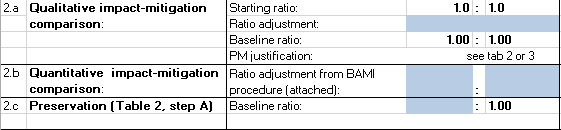 2.a Qualitative impact-mitigation Starting ratio: 1.0 : 1.0
comparison: Ratio adjustment:
Baseline ratio: 1.00 : 1.00
PM justification: see tab 2 or 3
2.b Quantitative impact-mitigation Ratio adjustment from BAMI
comparison: procedure (attached): :
2.c Preservation (Table 2, step A) Baseline ratio: : 1.00